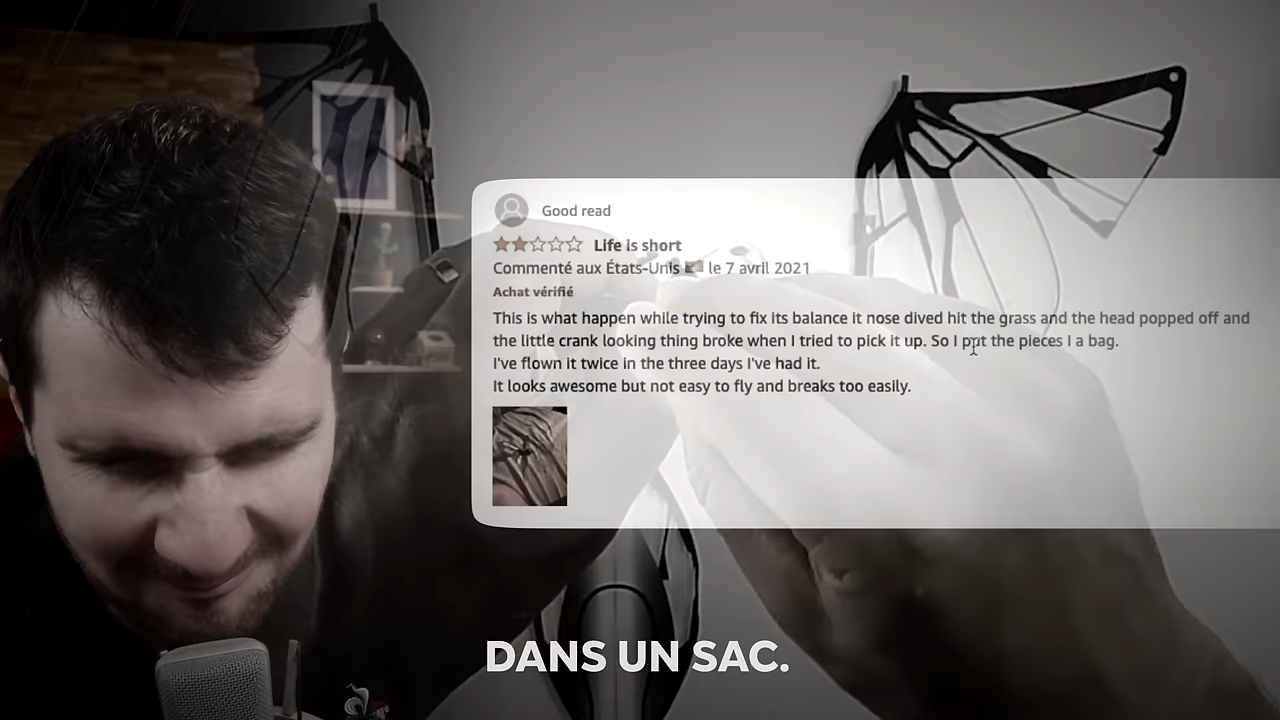 Good read
Life is short
Commenté aux États-Unis le 7 avril 2021
Achat vérifié
This is what happen while trying to fix its balance it nose dived hit the grass and the head popped off and
the little crank looking thing broke when I tried to pick it up. So I put the pieces I a bag.
I've flown it twice in the three days I've had it.
It looks awesome but not easy to fly and breaks too easily.
DANS UN SAC.